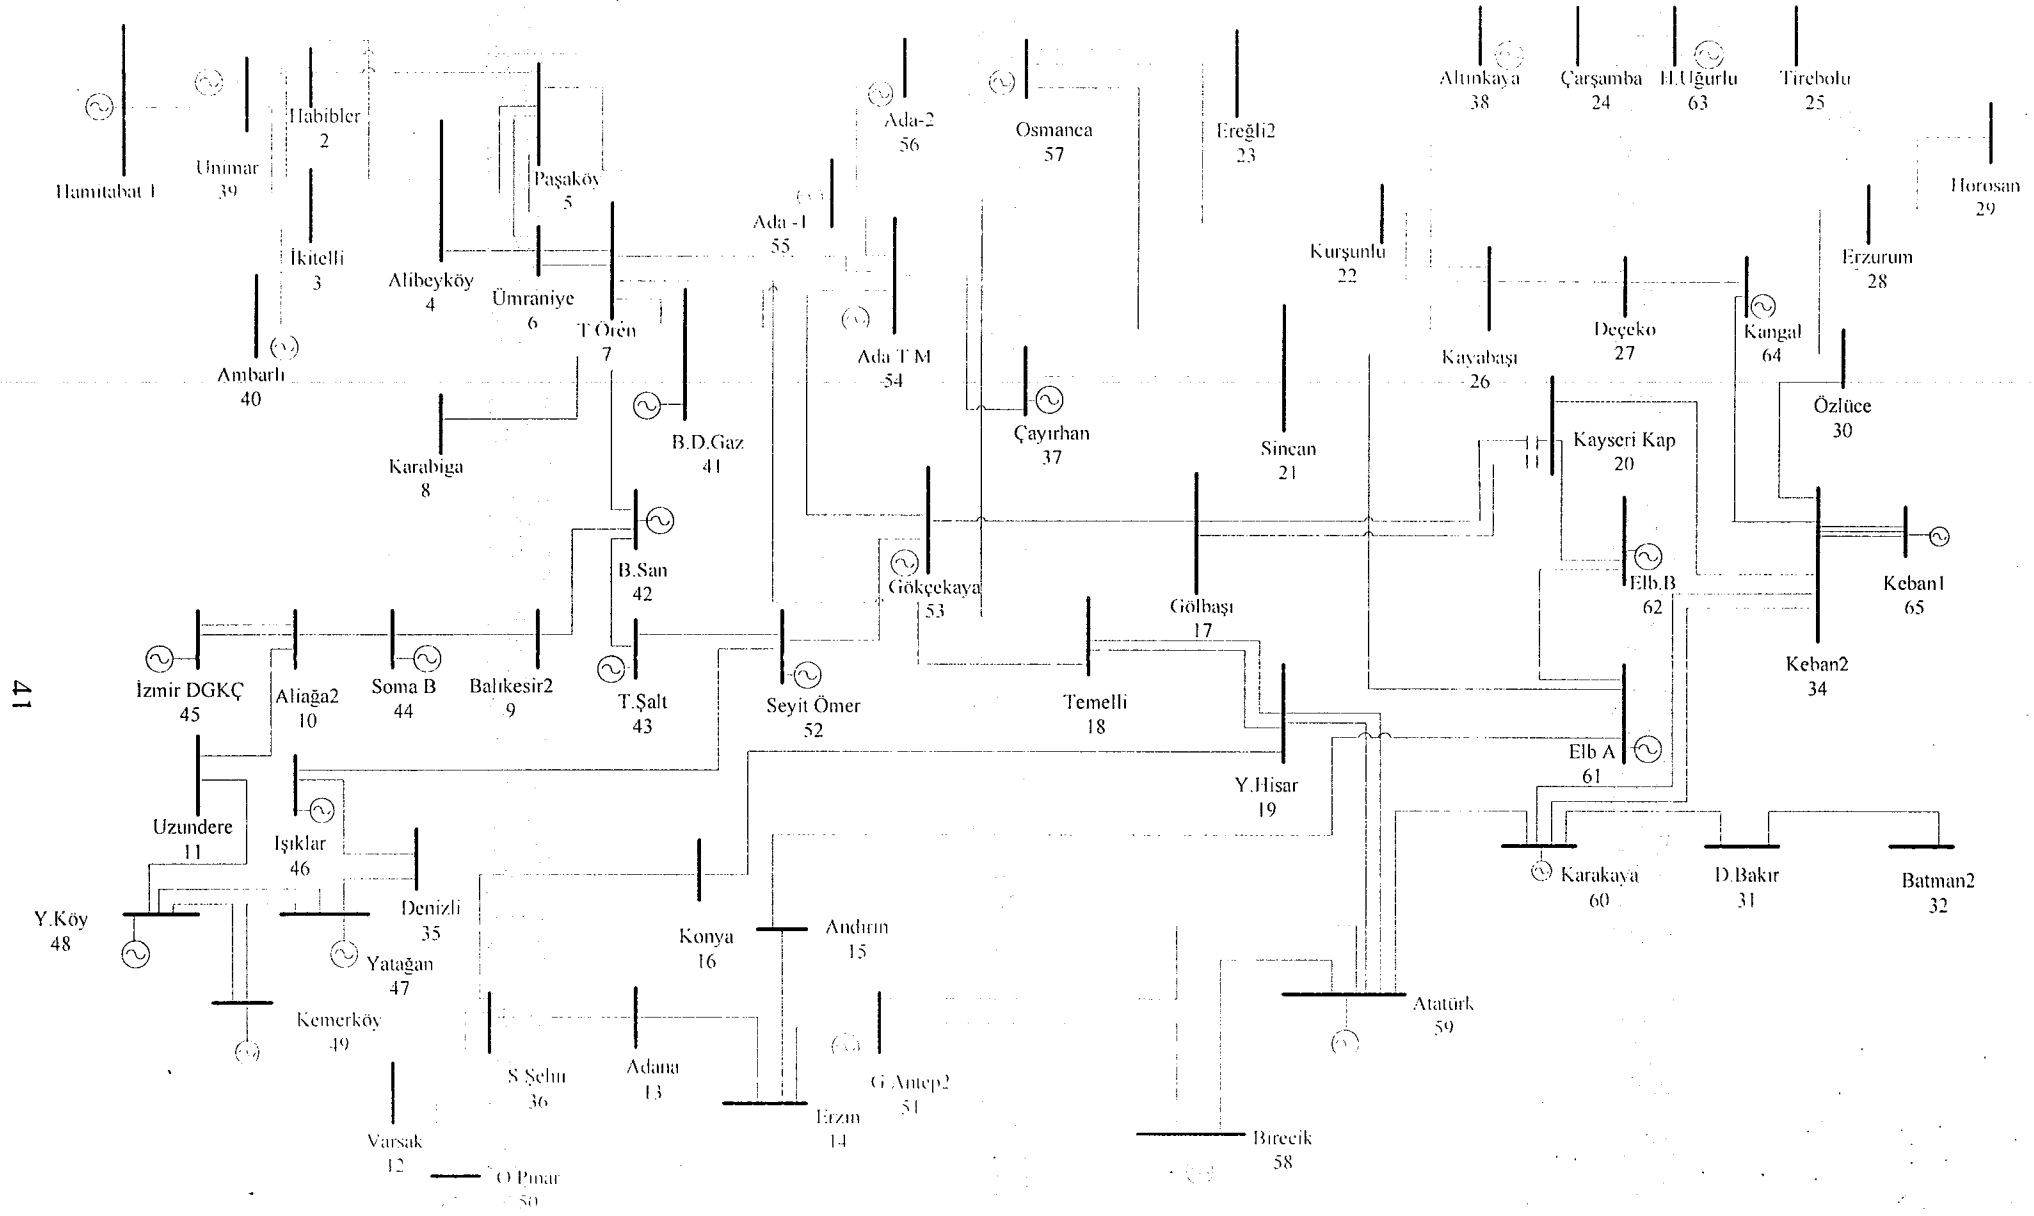 Hamitabat 1
Unimar
39
Habibler
2
İkitelli
3
Ambarlı
40
Alibeyköy
4
Paşaköy
5
Ümraniye
6
T Ören
7
Karabiga
8
B.D.Gaz
41
Ada -1
55
Ada-2
56
Ada T M
54
Osmanca
57
Ereğli2
23
Altınkaya
38
Çarşamba
24
H.Uğurlu
63
Tirebolu
25
Horosan
29
Erzurum
28
Kurşunlu
22
Kayabaşı
26
Deçeko
27
Kangal
64
Özlüce
30
Çayırhan
37
Sincan
21
Kayseri Kap
20
Elb.B
62
Keban1
65
Keban2
34
B.San
42
Gökçekaya
53
Gölbaşı
17
İzmir DGKÇ
45
Aliağa2
10
Soma B
44
Balıkesir2
9
T.Şalt
43
Seyit Ömer
52
Temelli
18
Y.Hisar
19
Elb A
61
41
Uzundere
11
Işıklar
46
Denizli
35
Y.Köy
48
Yatağan
47
Kemerköy
49
Konya
16
Andırın
15
Karakaya
60
D.Bakır
31
Batman2
32
Atatürk
59
S Şehir
36
Adana
13
Erzin
14
G Antep2
51
Birecik
58
Varsak
12
O Pınar
50